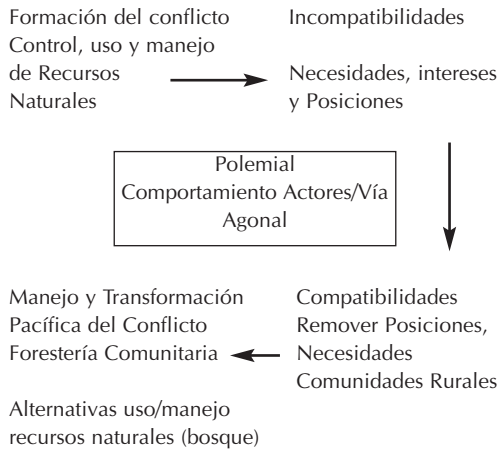 Formación del conflicto
Control, uso y manejo
de Recursos
Naturales
Incompatibilidades
Necesidades, intereses
y Posiciones
Polemial
Comportamiento Actores/Vía
Agonal
Manejo y Transformación
Pacífica del Conflicto
Forestería Comunitaria
Alternativas uso/manejo
recursos naturales (bosque)
Compatibilidades
Remover Posiciones,
Necesidades
Comunidades Rurales